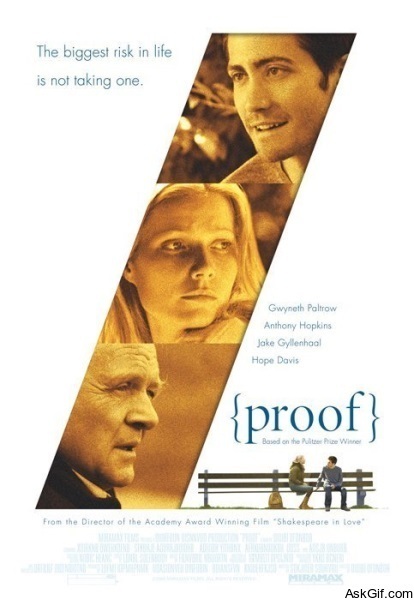 The biggest risk in life
is not taking one.
Gwyneth Paltrow
Anthony Hopkins
Jake Gyllenhaal
Hope Davis
{proof}
Based on the Pulitzer Prize Winner
From the Director of the Academy Award Winning Film "Shakespeare in Love"
MIRAMAX
AskGif.com